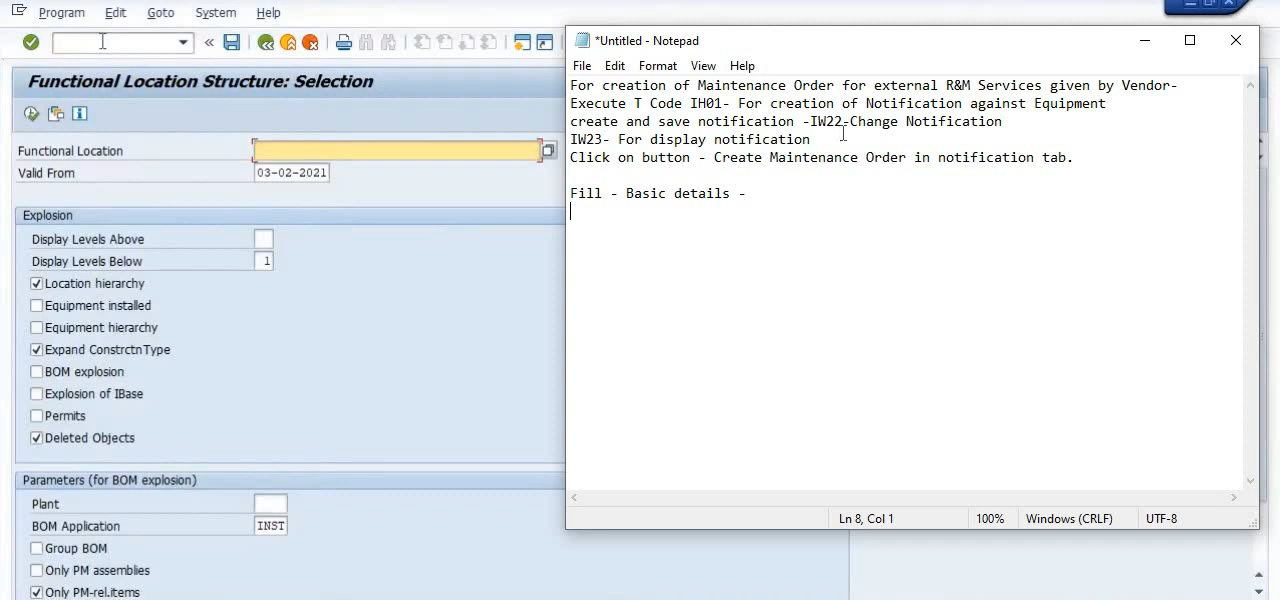 Program Edit Goto System Help
Functional Location Structure: Selection
Functional Location
Valid From 03-02-2021
Explosion
Display Levels Above
Display Levels Below 1
Location hierarchy
Equipment installed
Equipment hierarchy
Expand ConstrctnType
BOM explosion
Explosion of IBase
Permits
Deleted Objects
Parameters (for BOM explosion)
Plant
BOM Application INST
Group BOM
Only PM assemblies
Only PM-rel.items
*Untitled - Notepad
File Edit Format View Help
For creation of Maintenance Order for external R&M Services given by Vendor-
Execute T Code IH01- For creation of Notification against Equipment
create and save notification -IW22-Change Notification
IW23- For display notification
Click on button - Create Maintenance Order in notification tab.
Fill - Basic details -
Ln 8, Col 1 100% Windows (CRLF) UTF-8